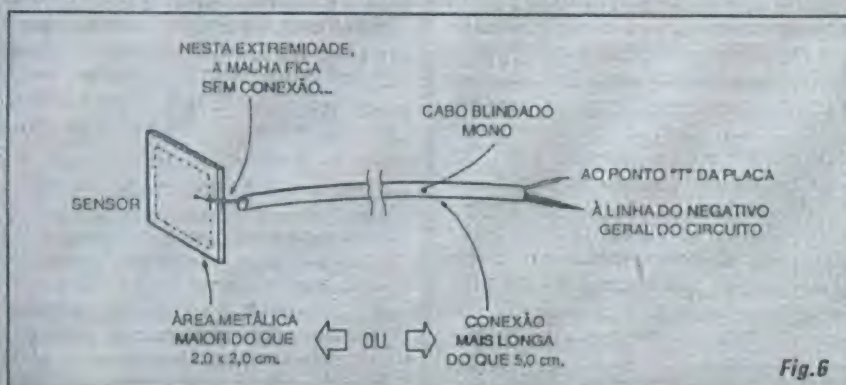 NESTA EXTREMIDADE,
A MALHA FICA
SEM CONEXÃO...
CABO BLINDADO
MONO
AO PONTO "T" DA PLACA
SENSOR
À LINHA DO NEGATIVO
GERAL DO CIRCUITO
ÁREA METÁLICA
MAIOR DO QUE
2,0 x 2,0 cm.
OU
CONEXÃO
MAIS LONGA
DO QUE 5,0 cm.
Fig.6